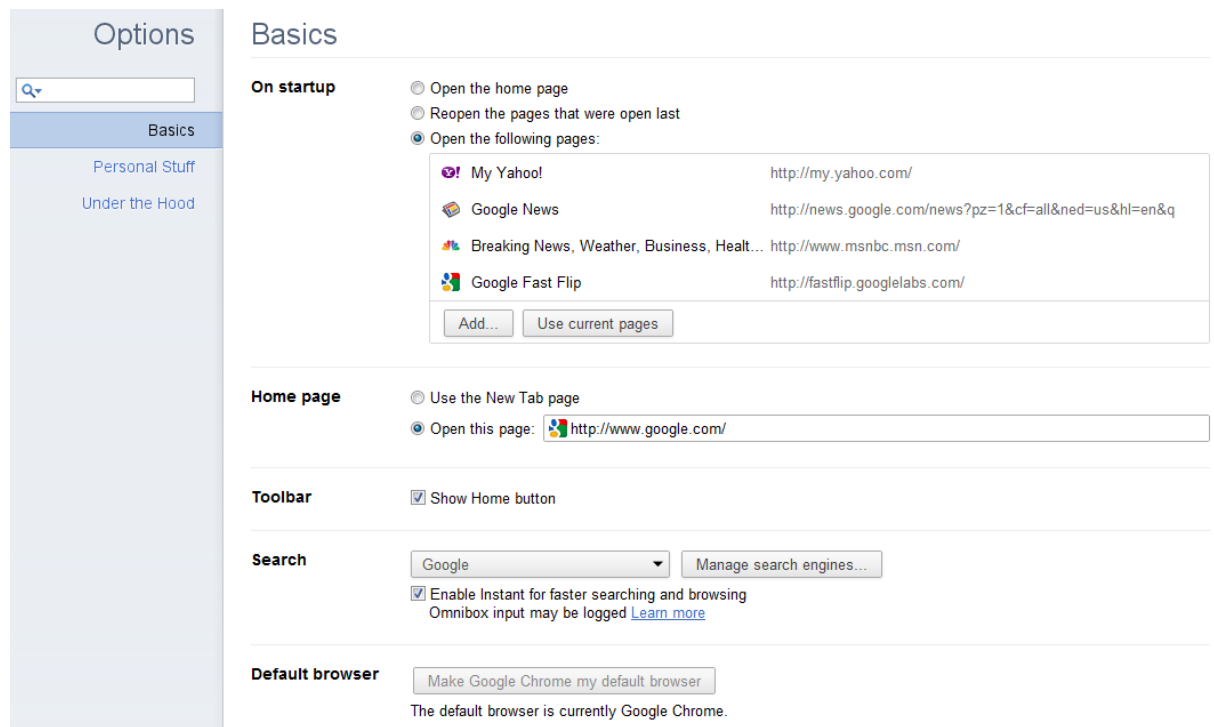 Options
Basics
Personal Stuff
Under the Hood
Basics
On startup
Open the home page
Reopen the pages that were open last
Open the following pages:
My Yahoo! http://my.yahoo.com/
Google News http://news.google.com/news?pz=1&cf=all&ned=us&hl=en&q
Breaking News, Weather, Business, Healt... http://www.msnbc.msn.com/
Google Fast Flip http://fastflip.googlelabs.com/
Add... Use current pages
Home page
Use the New Tab page
Open this page: http://www.google.com/
Toolbar
Show Home button
Search
Google Manage search engines...
Enable Instant for faster searching and browsing
Omnibox input may be logged Learn more
Default browser
Make Google Chrome my default browser
The default browser is currently Google Chrome.